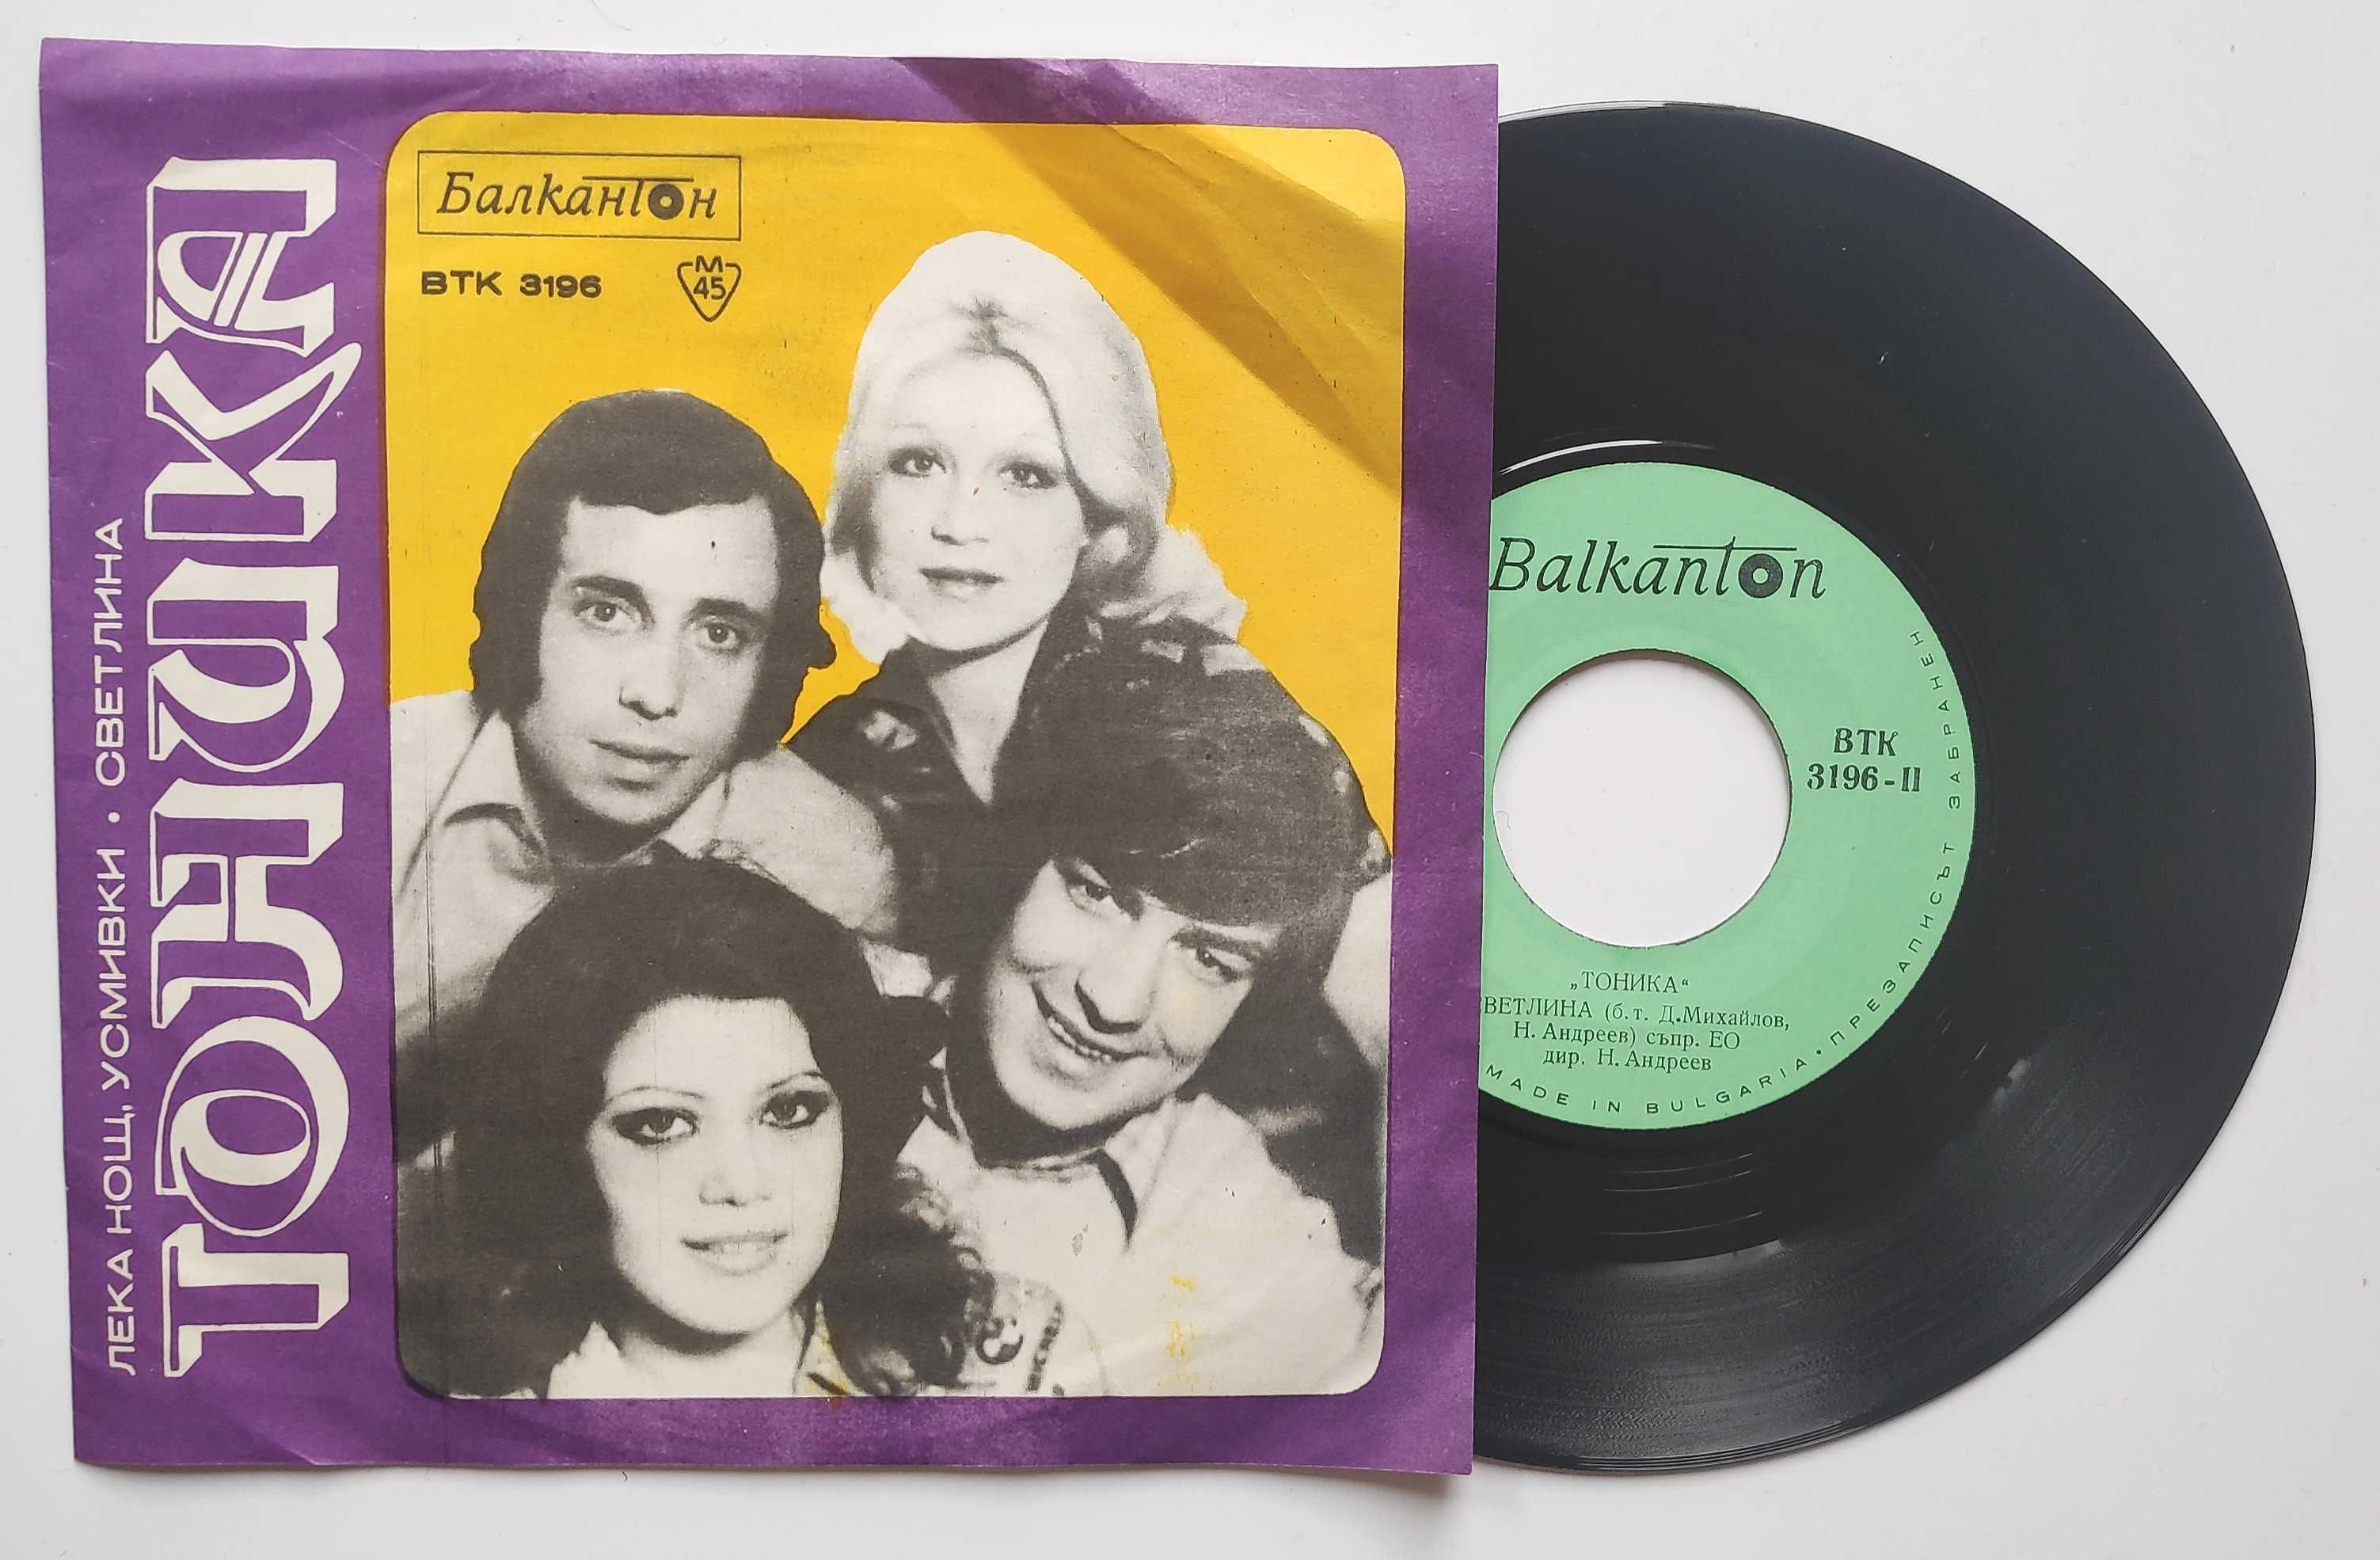 ЛЕКА НОЩ, УСМИВКИ • СВЕТЛИНА
ТОНИКА
Балкантон
ВТК 3196
М
45
Balkanton
ВТК
3196-II
„ТОНИКА“
ВЕТЛИНА (б. т. Д.Михайлов,
Н. Андреев) съпр. ЕО
дир. Н. Андреев
MADE IN BULGARIA • ПРЕЗАПИСЪТ ЗАБРАНЕН